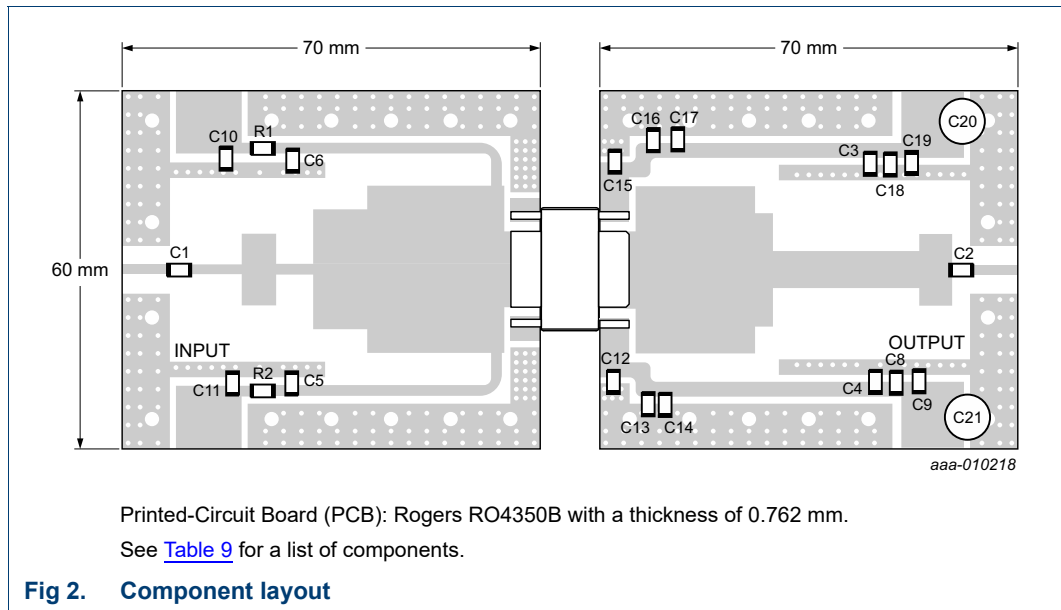 70 mm
70 mm
60 mm
C10
R1
C6
C1
INPUT
C11
R2
C5
C16
C17
C15
C3
C18
C19
C20
C2
OUTPUT
C12
C13
C14
C4
C8
C9
C21
aaa-010218
Printed-Circuit Board (PCB): Rogers RO4350B with a thickness of 0.762 mm.
See Table 9 for a list of components.
Fig 2. Component layout